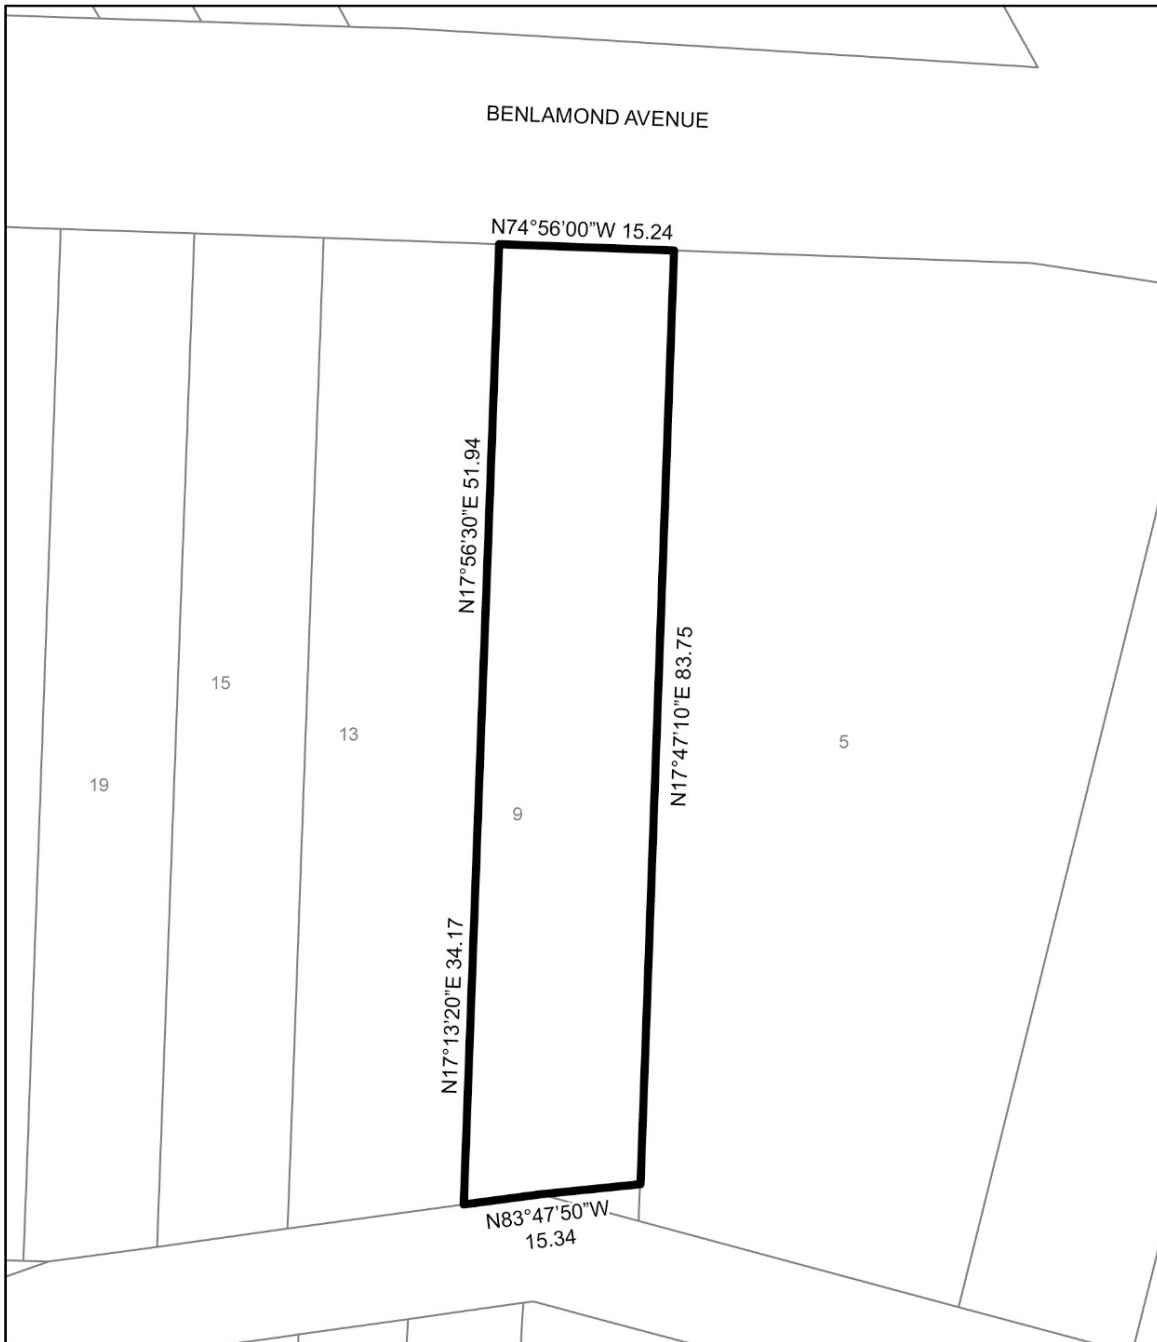 BENLAMOND AVENUE
N74°56’00”W 15.24
N17°56’30”E 51.94
N17°47’10”E 83.75
15
13
5
19
9
N17°13’20”E 34.17
N83°47’50”W
15.34